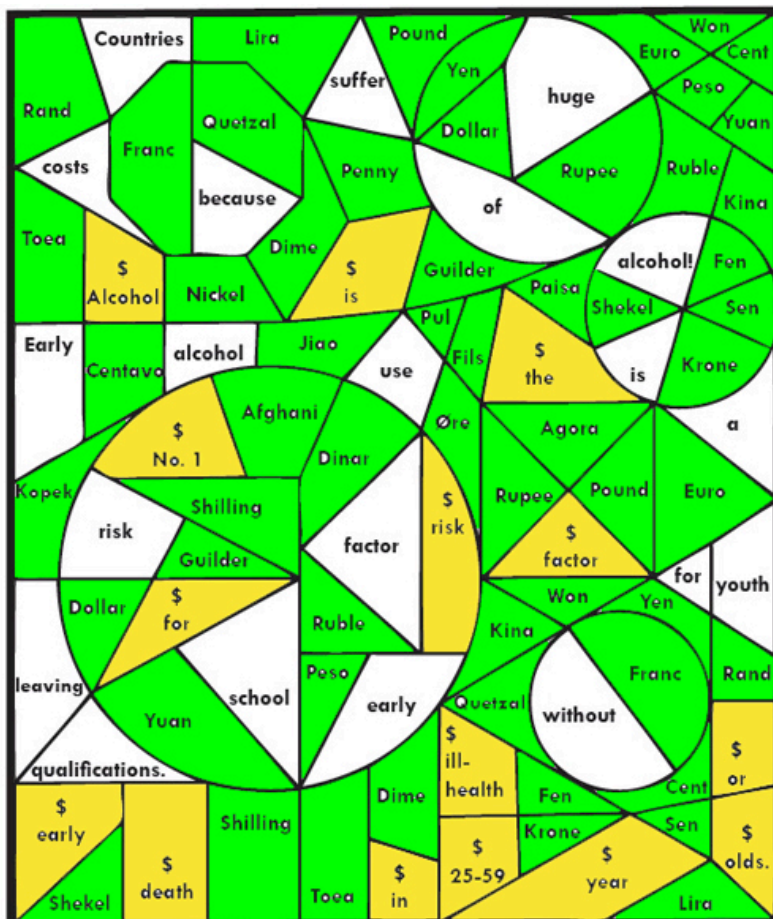 Countries
Lira
Pound
Won
Euro
Cent
Yen
suffer
Peso
huge
Rand
Quetzal
Dollar
Yuan
Franc
costs
Penny
Rupee
Ruble
because
Kina
of
Toea
Dime
alcohol!
Fen
$
Alcohol
$
is
Guilder
Nickel
Paisa
Shekel
Sen
Pul
Early
alcohol
Jiao
Fils
Centavo
use
$
the
is
Krone
Afghani
Øre
Agora
a
$
No. 1
Dinar
Kopek
Shilling
Rupee
Pound
Euro
risk
$
risk
factor
$
factor
Guilder
for
youth
Dollar
$
for
Ruble
Won
Yen
Kina
Peso
Franc
Rand
leaving
school
early
Quetzal
without
Yuan
qualifications.
$
ill-
health
$
or
Cent
$
early
Dime
Fen
Shilling
Krone
Sen
$
death
$
25-59
$
year
$
olds.
Shekel
Toea
$
in
Lira